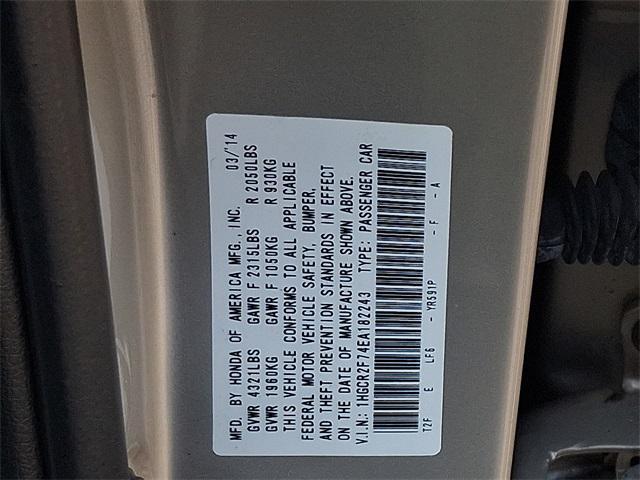 MFD. BY HONDA OF AMERICA MFG., INC. 03/'14
GVWR 4321LBS GAWR F 2315LBS R 2050LBS
GVWR 1960KG GAWR F 1050KG R 930KG
THIS VEHICLE CONFORMS TO ALL APPLICABLE
FEDERAL MOTOR VEHICLE SAFETY, BUMPER,
AND THEFT PREVENTION STANDARDS IN EFFECT
ON THE DATE OF MANUFACTURE SHOWN ABOVE.
V.I.N.: 1HGCR2F74EA182243 TYPE: PASSENGER CAR
T2F E LF6 - YR591P - F - A